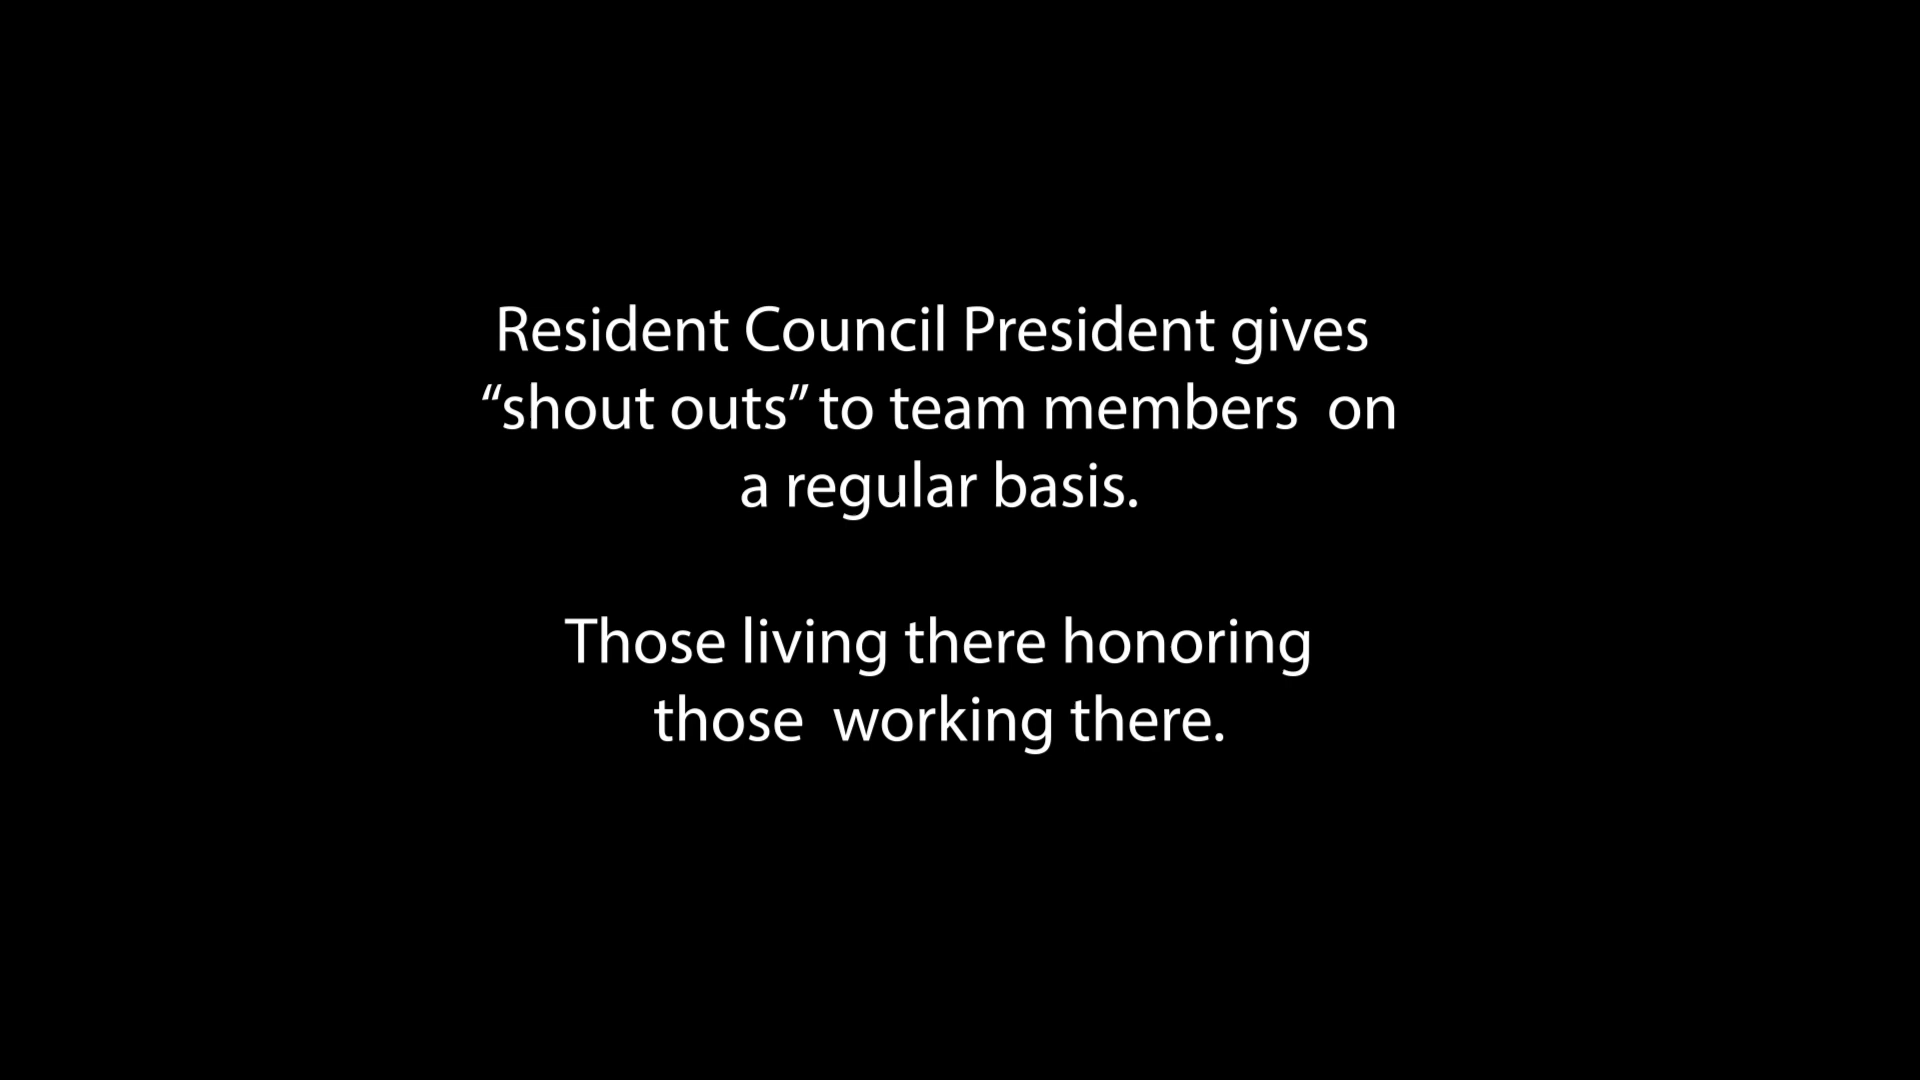 Resident Council President gives
“shout outs” to team members  on
a regular basis.
Those living there honoring
those  working there.